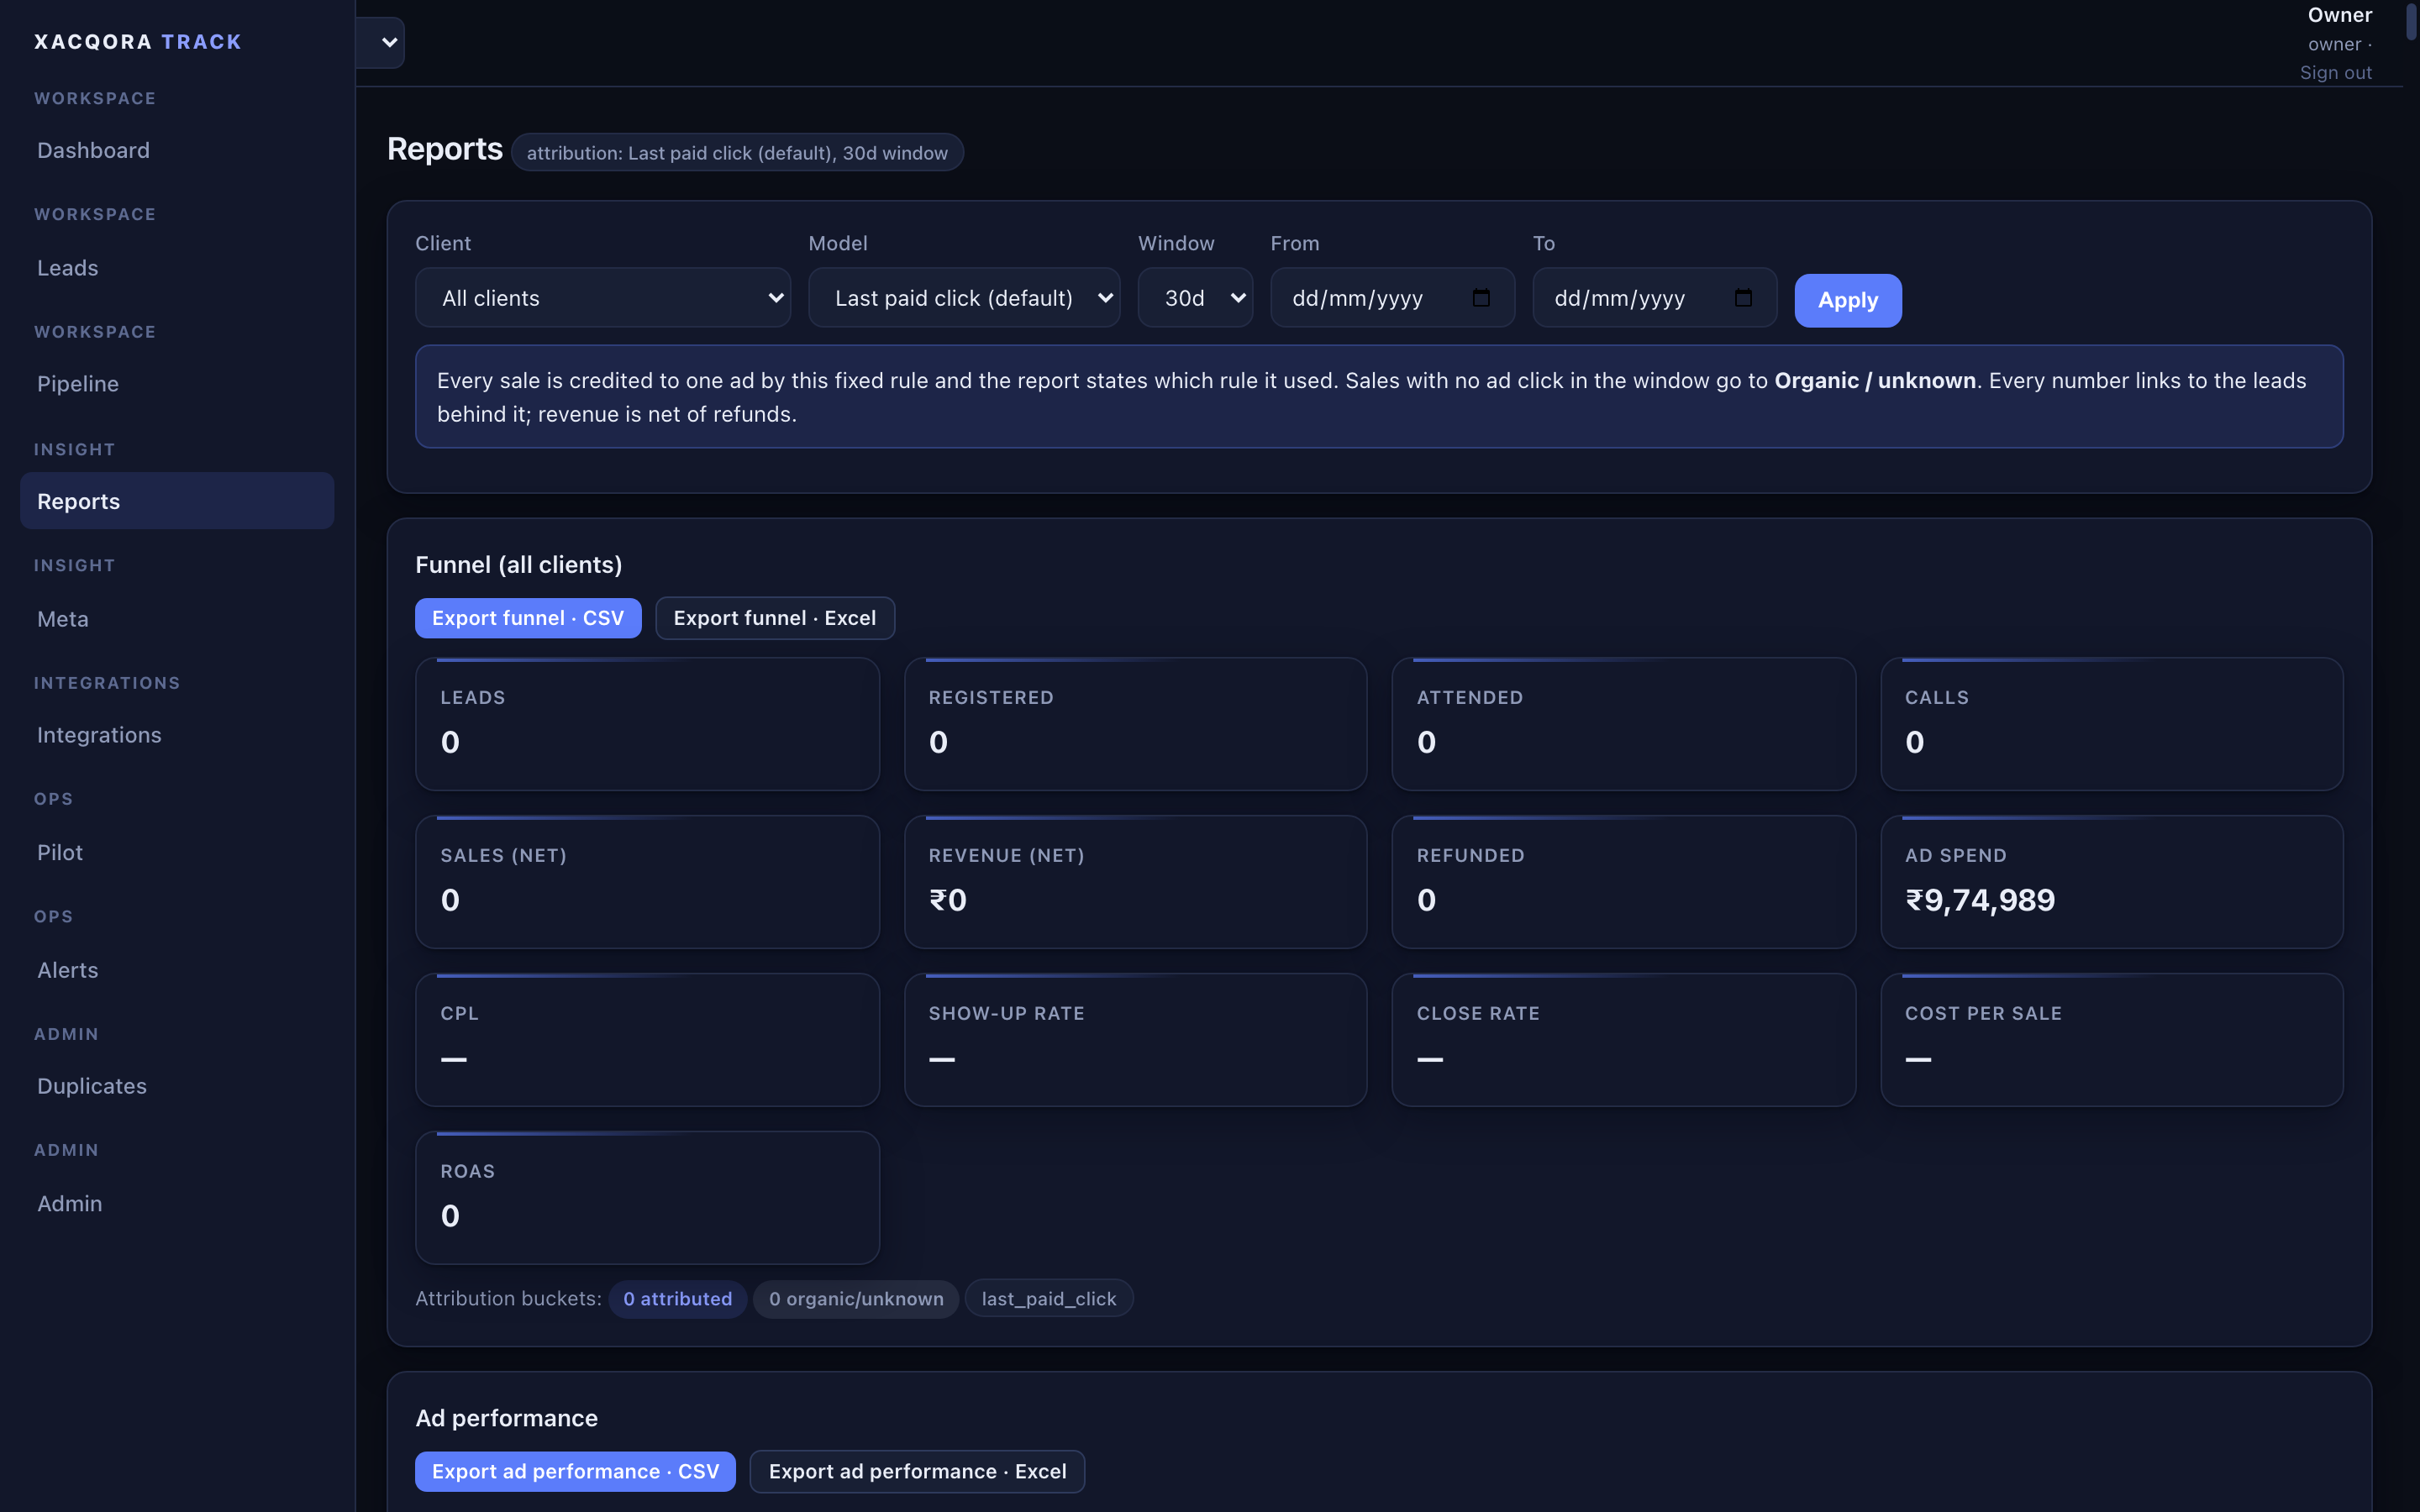 XACQORA TRACK
WORKSPACE
Dashboard
WORKSPACE
Leads
WORKSPACE
Pipeline
INSIGHT
Reports
INSIGHT
Meta
INTEGRATIONS
Integrations
OPS
Pilot
OPS
Alerts
ADMIN
Duplicates
ADMIN
Admin
Owner
owner ·
Sign out
Reports attribution: Last paid click (default), 30d window
Client Model Window From To
All clients Last paid click (default) 30d dd/mm/yyyy dd/mm/yyyy Apply
Every sale is credited to one ad by this fixed rule and the report states which rule it used. Sales with no ad click in the window go to Organic / unknown. Every number links to the leads
behind it; revenue is net of refunds.
Funnel (all clients)
Export funnel · CSV Export funnel · Excel
LEADS REGISTERED ATTENDED CALLS
0 0 0 0
SALES (NET) REVENUE (NET) REFUNDED AD SPEND
0 ₹0 0 ₹9,74,989
CPL SHOW-UP RATE CLOSE RATE COST PER SALE
— — — —
ROAS
0
Attribution buckets: 0 attributed 0 organic/unknown last_paid_click
Ad performance
Export ad performance · CSV Export ad performance · Excel